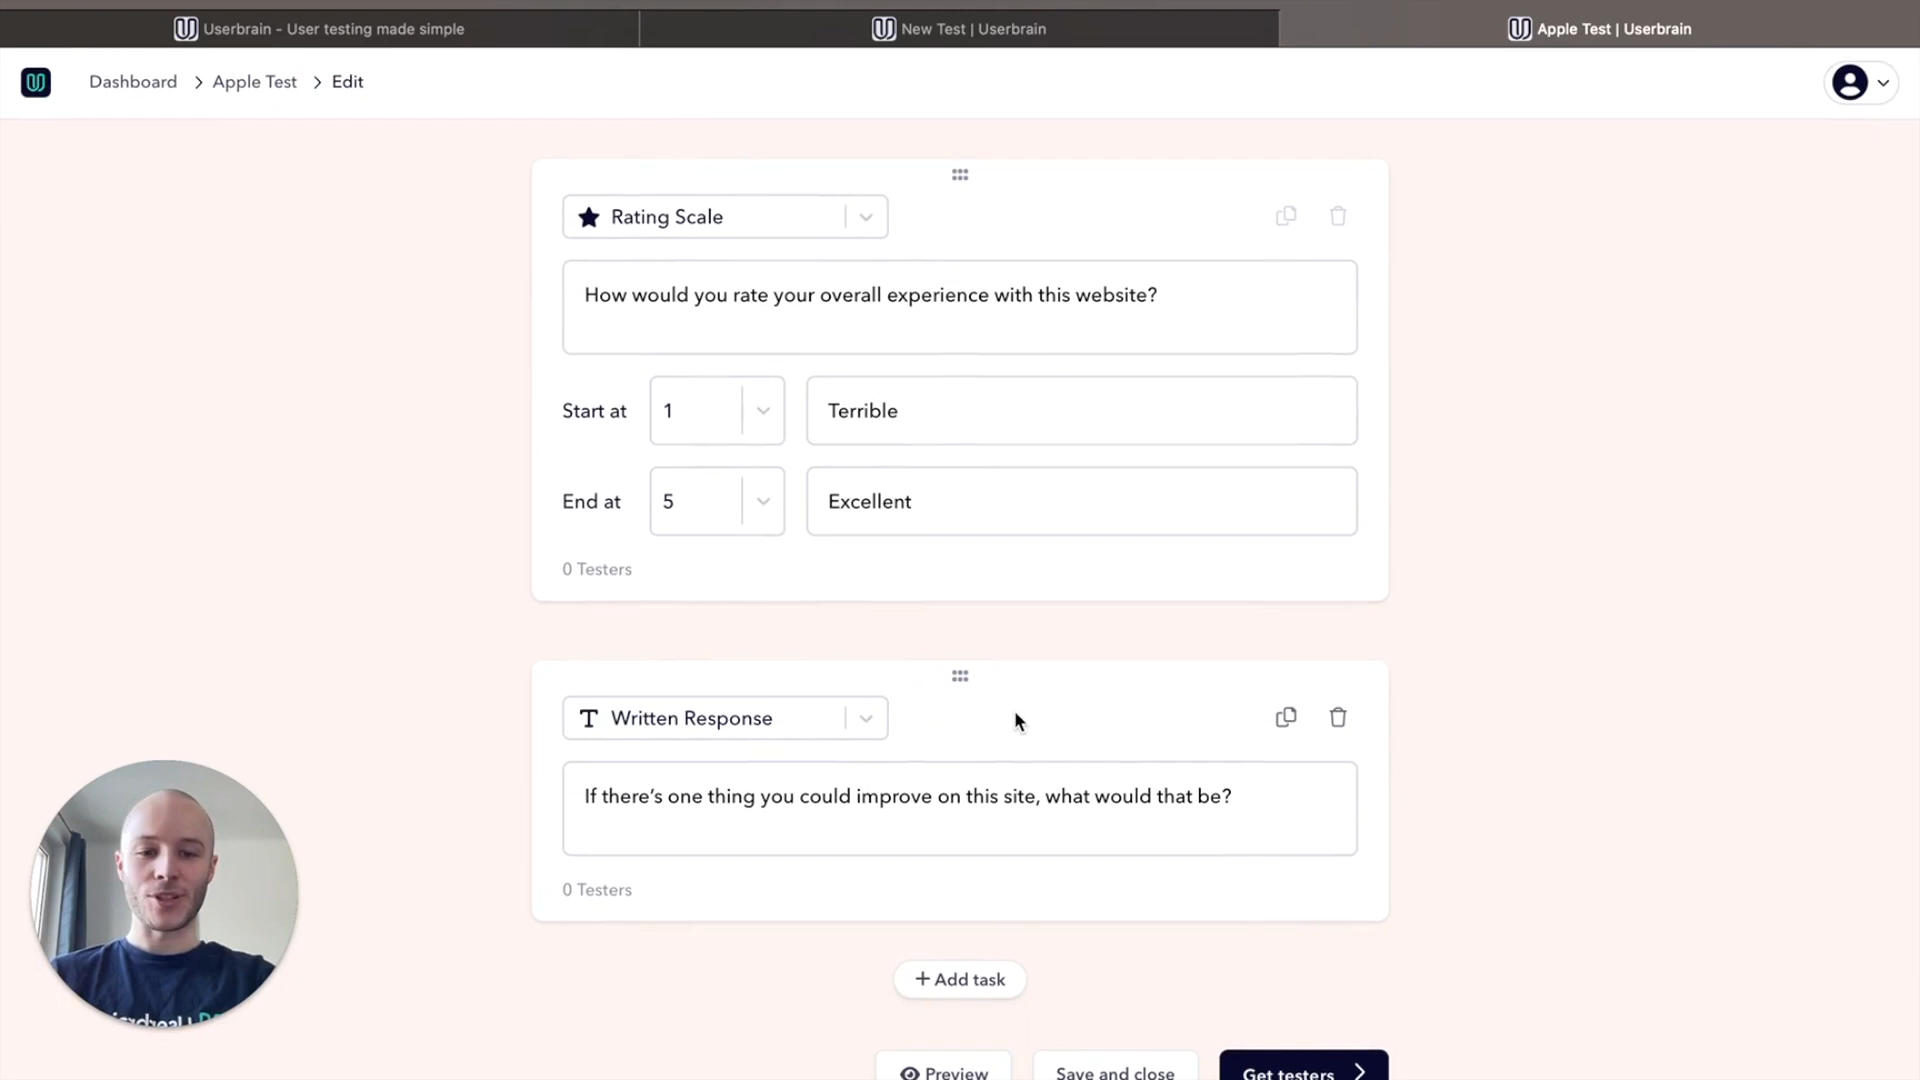 Userbrain - User testing made simple
New Test | Userbrain
Apple Test | Userbrain
Dashboard > Apple Test > Edit
Rating Scale
How would you rate your overall experience with this website?
Start at 1 Terrible
End at 5 Excellent
0 Testers
Written Response
If there's one thing you could improve on this site, what would that be?
0 Testers
+ Add task
Preview Save and close Get testers